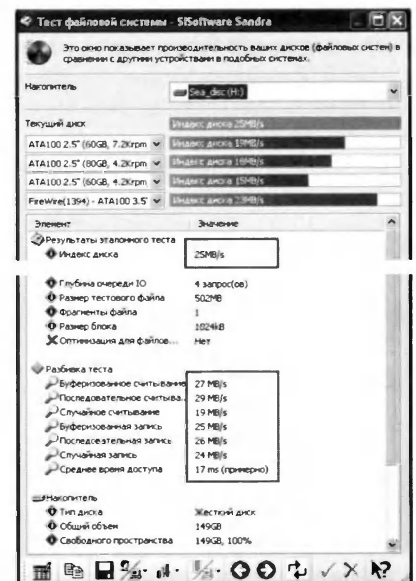 Тест файловой системы - SiSoftware Sandra
Это окно показывает производительность ваших дисков (файловых систем) в
сравнении с другими устройствами в подобных системах.
Накопитель
Sea_disc (H:)
Текущий диск
Индекс диска 25MB/s
ATA100 2.5" (60GB, 7.2Krpm
Индекс диска 19MB/s
ATA100 2.5" (80GB, 4.2Krpm
Индекс диска 18MB/s
ATA100 2.5" (60GB, 4.2Krpm
Индекс диска 15MB/s
FireWire(1394) - ATA100 3.5"
Индекс диска 23MB/s
Элемент Значение
Результаты эталонного теста
Индекс диска 25MB/s
Глубина очереди IO 4 запрос(ов)
Размер тестового файла 502MB
Фрагменты файла 1
Размер блока 1024kB
Оптимизация для файлов... Нет
Разбивка теста
Буферизованное считывание 27 MB/s
Последовательное считыва... 29 MB/s
Случайное считывание 19 MB/s
Буферизованная запись 25 MB/s
Последовательная запись 26 MB/s
Случайная запись 24 MB/s
Среднее время доступа 17 ms (примерно)
Накопитель
Тип диска Жесткий диск
Общий объем 149GB
Свободного пространства 149GB, 100%